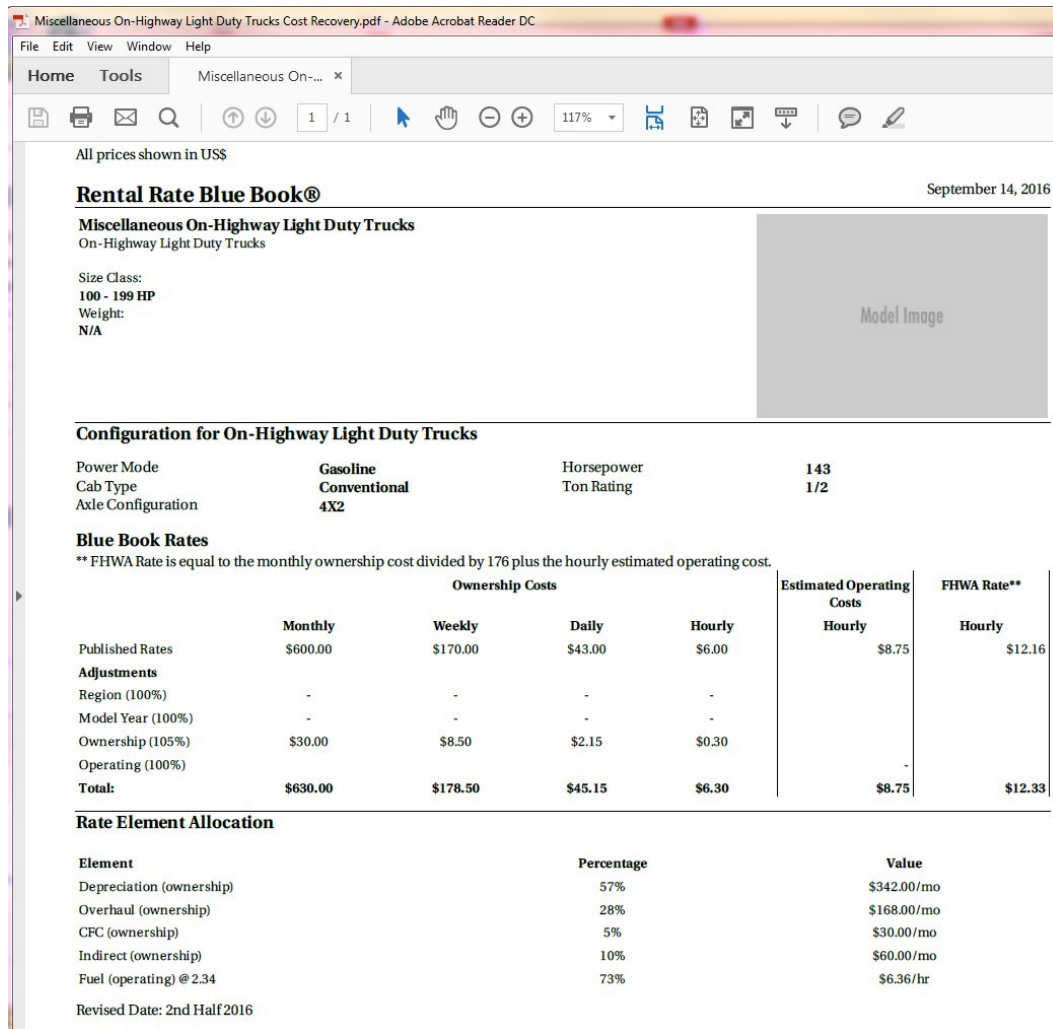 Miscellaneous On-Highway Light Duty Trucks Cost Recovery.pdf - Adobe Acrobat Reader DC
File Edit View Window Help
Home Tools Miscellaneous On-... ×
1 / 1 117%
All prices shown in US$
Rental Rate Blue Book® September 14, 2016
Miscellaneous On-Highway Light Duty Trucks
On-Highway Light Duty Trucks
Size Class:
100 - 199 HP
Weight:
N/A
Model Image
Configuration for On-Highway Light Duty Trucks
Power Mode Gasoline Horsepower 143
Cab Type Conventional Ton Rating 1/2
Axle Configuration 4X2
Blue Book Rates
** FHWA Rate is equal to the monthly ownership cost divided by 176 plus the hourly estimated operating cost.
Ownership Costs Estimated Operating Costs FHWA Rate**
Monthly Weekly Daily Hourly Hourly Hourly
Published Rates $600.00 $170.00 $43.00 $6.00 $8.75 $12.16
Adjustments
Region (100%) - - - -
Model Year (100%) - - - -
Ownership (105%) $30.00 $8.50 $2.15 $0.30
Operating (100%) -
Total: $630.00 $178.50 $45.15 $6.30 $8.75 $12.33
Rate Element Allocation
Element Percentage Value
Depreciation (ownership) 57% $342.00/mo
Overhaul (ownership) 28% $168.00/mo
CFC (ownership) 5% $30.00/mo
Indirect (ownership) 10% $60.00/mo
Fuel (operating) @ 2.34 73% $6.36/hr
Revised Date: 2nd Half 2016